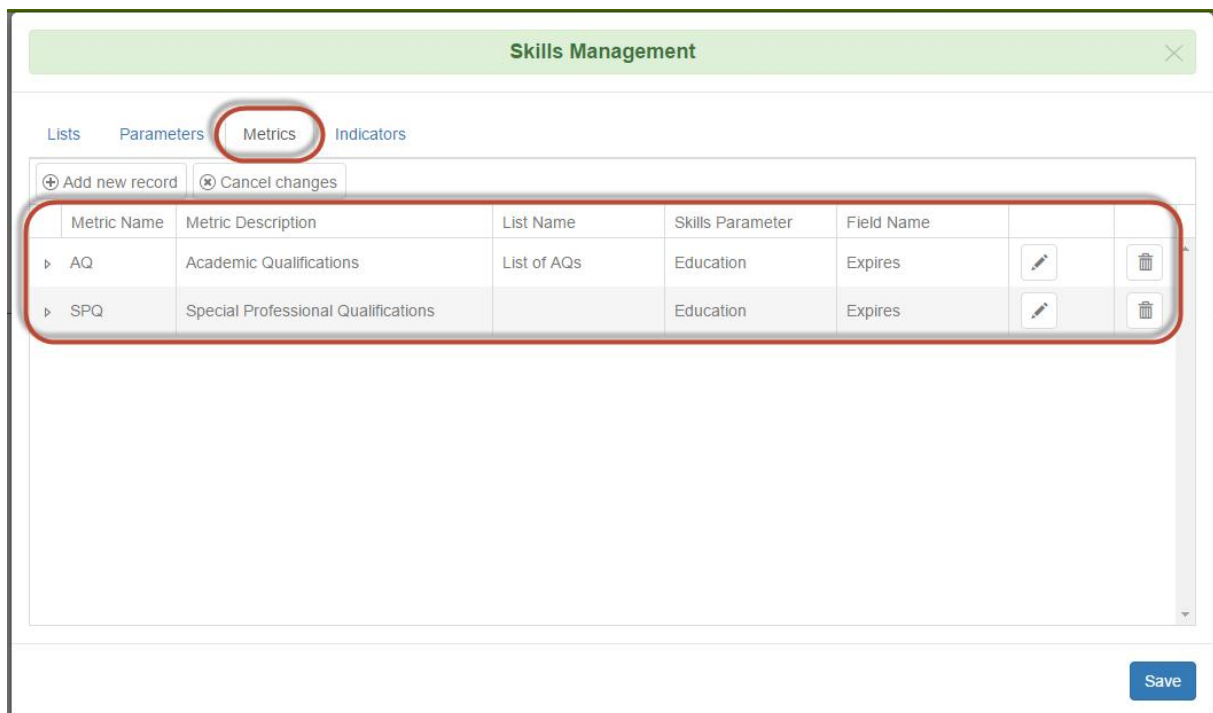 Skills Management
Lists Parameters Metrics Indicators
Add new record Cancel changes
Metric Name Metric Description List Name Skills Parameter Field Name
AQ Academic Qualifications List of AQs Education Expires
SPQ Special Professional Qualifications Education Expires
Save